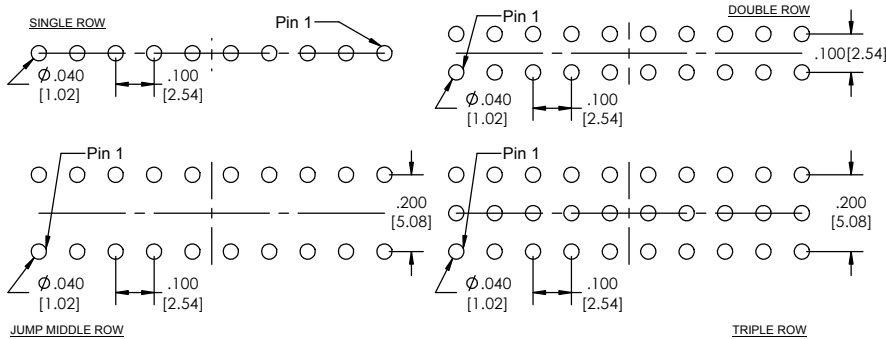 SINGLE ROW
Pin 1
Ø.040
[1.02]
.100
[2.54]
DOUBLE ROW
Pin 1
.100[2.54]
Ø.040
[1.02]
.100
[2.54]
Pin 1
.200
[5.08]
Ø.040
[1.02]
.100
[2.54]
JUMP MIDDLE ROW
Pin 1
.200
[5.08]
Ø.040
[1.02]
.100
[2.54]
TRIPLE ROW